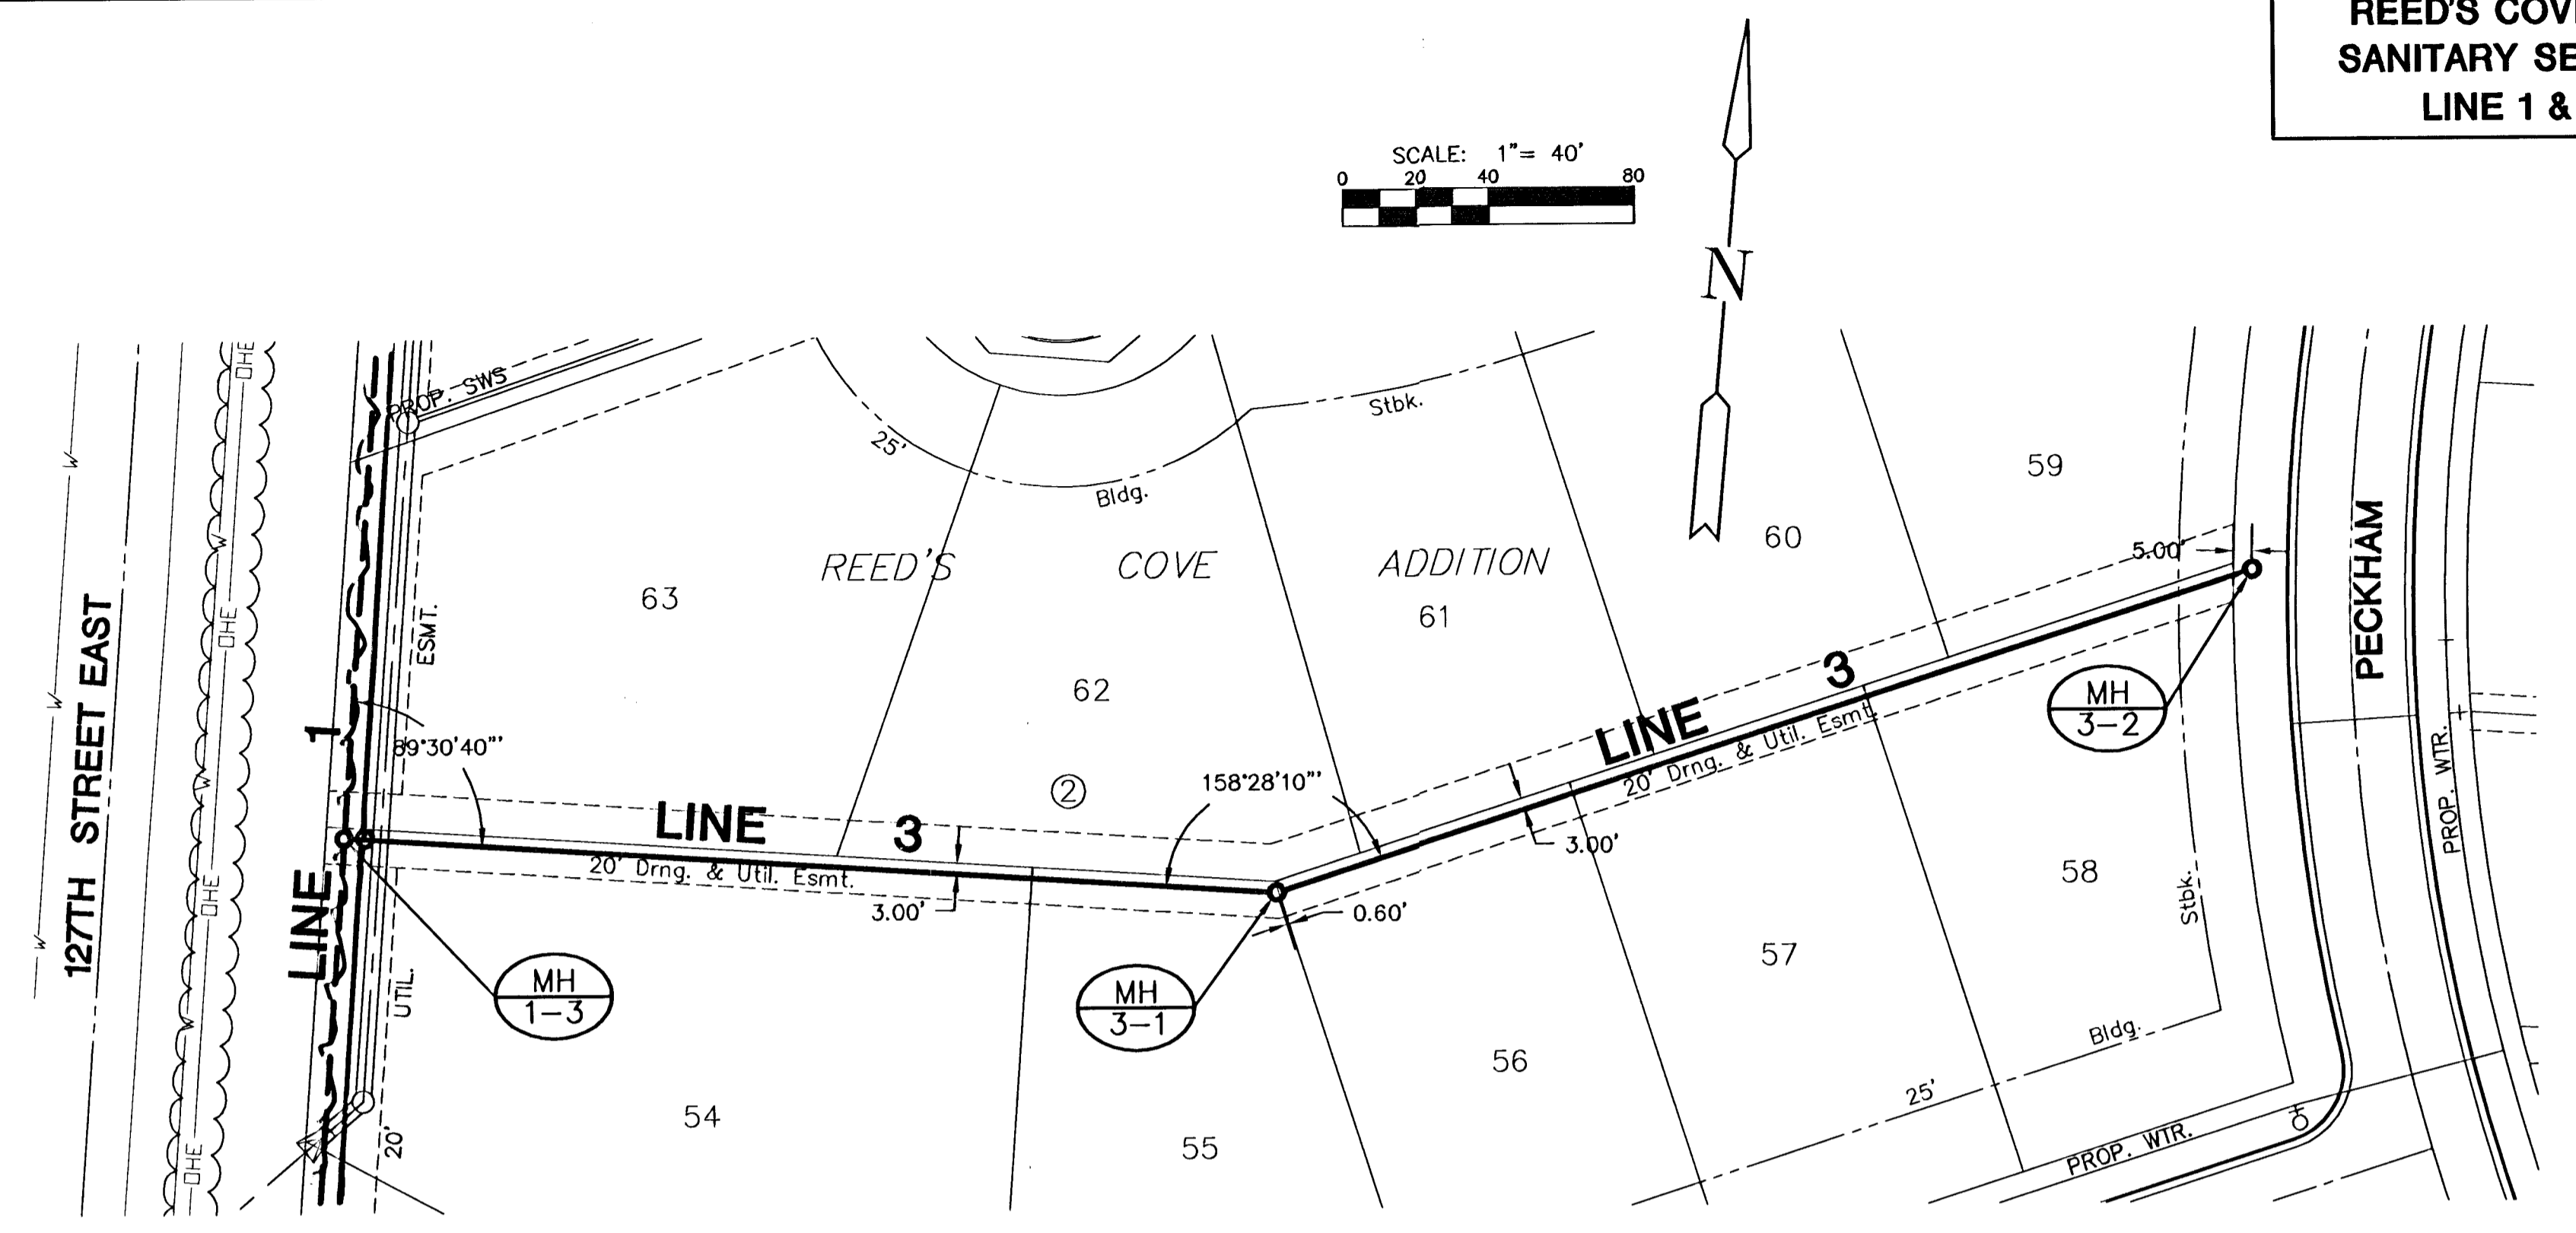 REED'S COV
SANITARY SE
LINE 1 &
SCALE: 1"= 40'
0 20 40 80
N
PROP. SWS
OHE
W
25'
Stbk.
Bldg.
59
60
REED'S COVE ADDITION
63
61
62
5.00'
PECKHAM
ESMT.
127TH STREET EAST
W
W
OHE
W
1
89°30'40"'
2
158°28'10"'
LINE 3
20' Drng. & Util. Esmt.
MH
3-2
PROP. WTR.
LINE 3
20' Drng. & Util. Esmt.
3.00'
3.00'
0.60'
LINE
UTIL.
MH
1-3
MH
3-1
W
OHE
W
58
Stbk.
57
56
Bldg.
25'
54
55
20'
OHE
PROP. WTR.